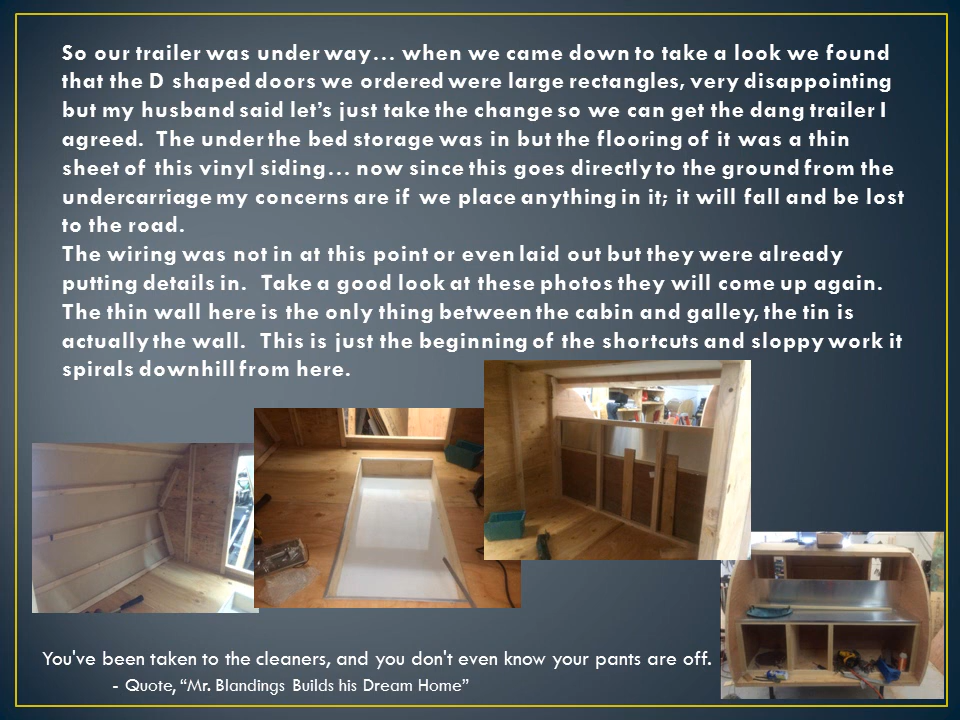 So our trailer was under way… when we came down to take a look we found
that the D shaped doors we ordered were large rectangles, very disappointing
but my husband said let’s just take the change so we can get the dang trailer I
agreed.  The under the bed storage was in but the flooring of it was a thin
sheet of this vinyl siding… now since this goes directly to the ground from the
undercarriage my concerns are if we place anything in it; it will fall and be lost
to the road.
The wiring was not in at this point or even laid out but they were already
putting details in.  Take a good look at these photos they will come up again.
The thin wall here is the only thing between the cabin and galley, the tin is
actually the wall.  This is just the beginning of the shortcuts and sloppy work it
spirals downhill from here.
You've been taken to the cleaners, and you don't even know your pants are off.
- Quote, “Mr. Blandings Builds his Dream Home”